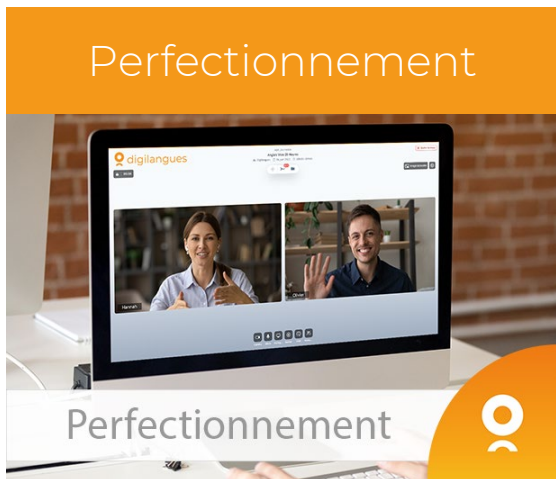 Perfectionnement
digilangues
Hannah
Olivier
Perfectionnement